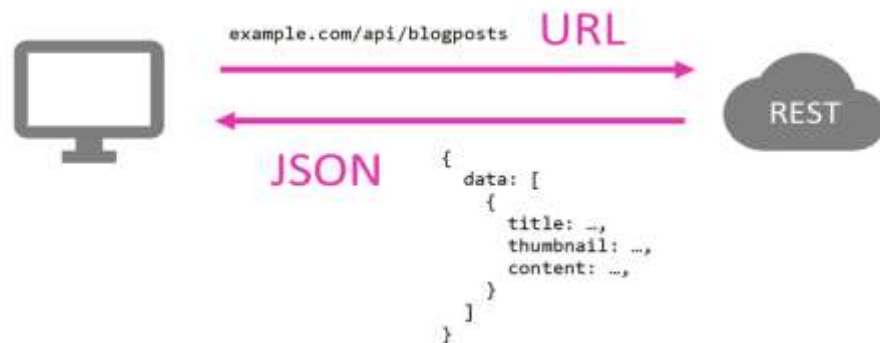 example.com/api/blogposts URL
REST
JSON
{
  data: [
    {
      title: …,
      thumbnail: …,
      content: …,
    }
  ]
}